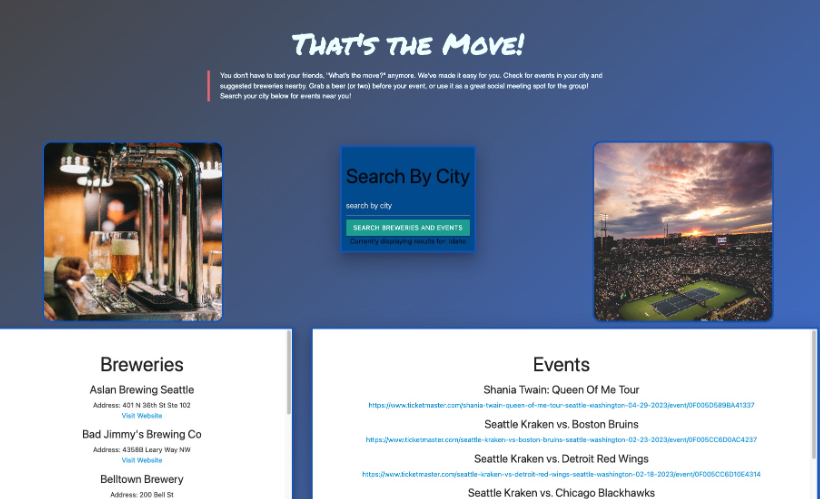 That's the Move!
You don't have to text your friends, "What's the move?" anymore. We've made it easy for you. Check for events in your city and
suggested breweries nearby. Grab a beer (or two) before your event, or use it as a great social meeting spot for the group!
Search your city below for events near you!
Search By City
search by city
SEARCH BREWERIES AND EVENTS
Currently displaying results for: Idaho
Breweries
Aslan Brewing Seattle
Address: 401 N 36th St Ste 102
Visit Website
Bad Jimmy's Brewing Co
Address: 4358B Leary Way NW
Visit Website
Belltown Brewery
Address: 200 Bell St
Events
Shania Twain: Queen Of Me Tour
https://www.ticketmaster.com/shania-twain-queen-of-me-tour-seattle-washington-04-29-2023/event/0F005D589BA41337
Seattle Kraken vs. Boston Bruins
https://www.ticketmaster.com/seattle-kraken-vs-boston-bruins-seattle-washington-02-23-2023/event/0F005CC6D0AC4237
Seattle Kraken vs. Detroit Red Wings
https://www.ticketmaster.com/seattle-kraken-vs-detroit-red-wings-seattle-washington-02-18-2023/event/0F005CC6D10E4314
Seattle Kraken vs. Chicago Blackhawks